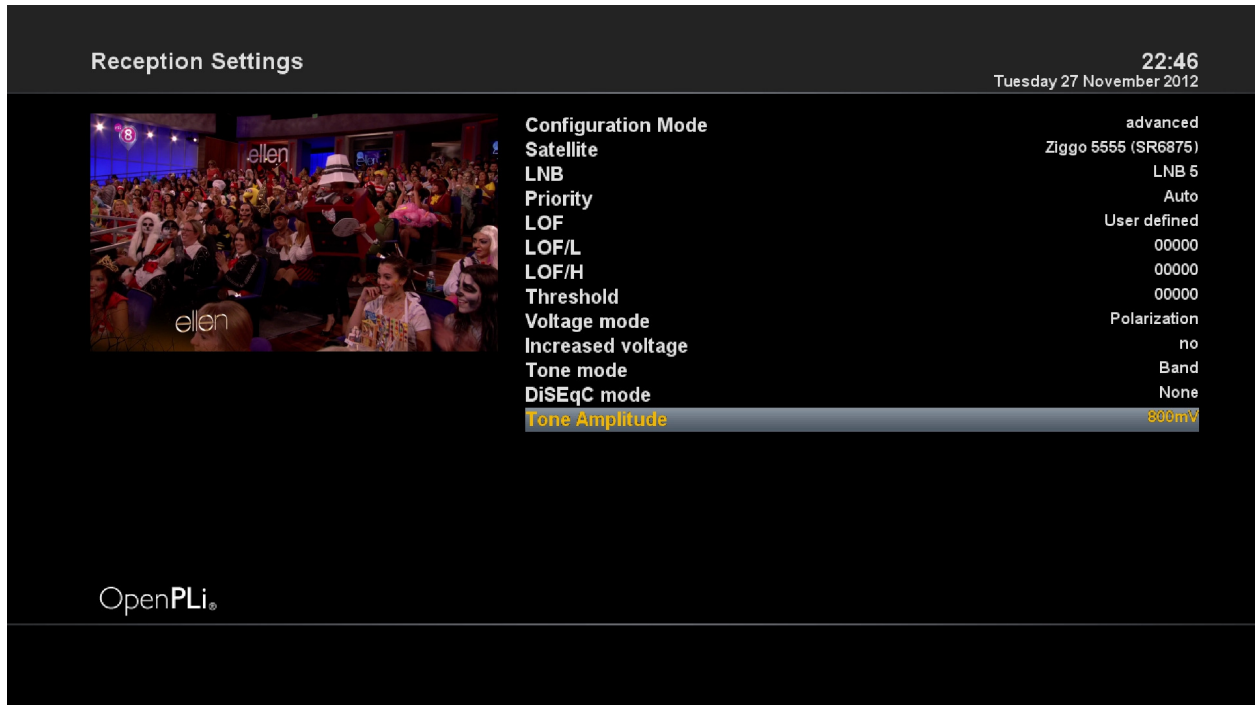 Reception Settings
22:46
Tuesday 27 November 2012
8
ellen
ellen
Configuration Mode advanced
Satellite Ziggo 5555 (SR6875)
LNB LNB 5
Priority Auto
LOF User defined
LOF/L 00000
LOF/H 00000
Threshold 00000
Voltage mode Polarization
Increased voltage no
Tone mode Band
DiSEqC mode None
Tone Amplitude 800mV
OpenPLi®